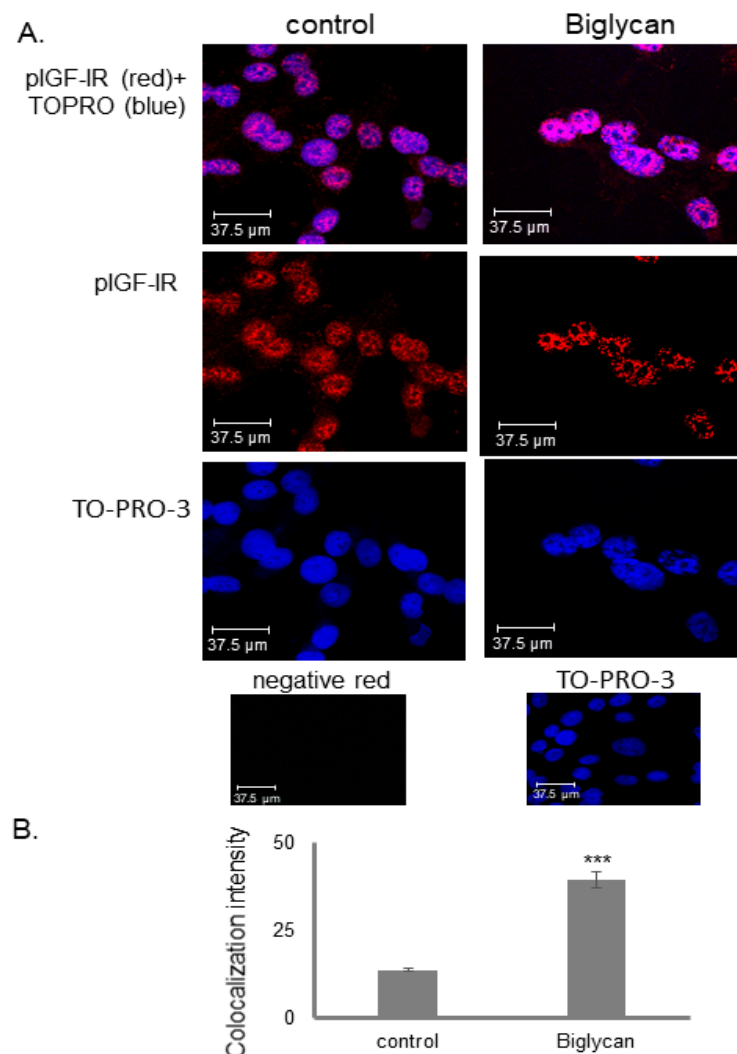 A.
control
Biglycan
pIGF-IR (red)+
TOPRO (blue)
37.5 µm
37.5 µm
pIGF-IR
37.5 µm
37.5 µm
TO-PRO-3
37.5 µm
37.5 µm
negative red
TO-PRO-3
37.5 µm
37.5 µm
B.
Colocalization intensity
50
25
0
***
control
Biglycan